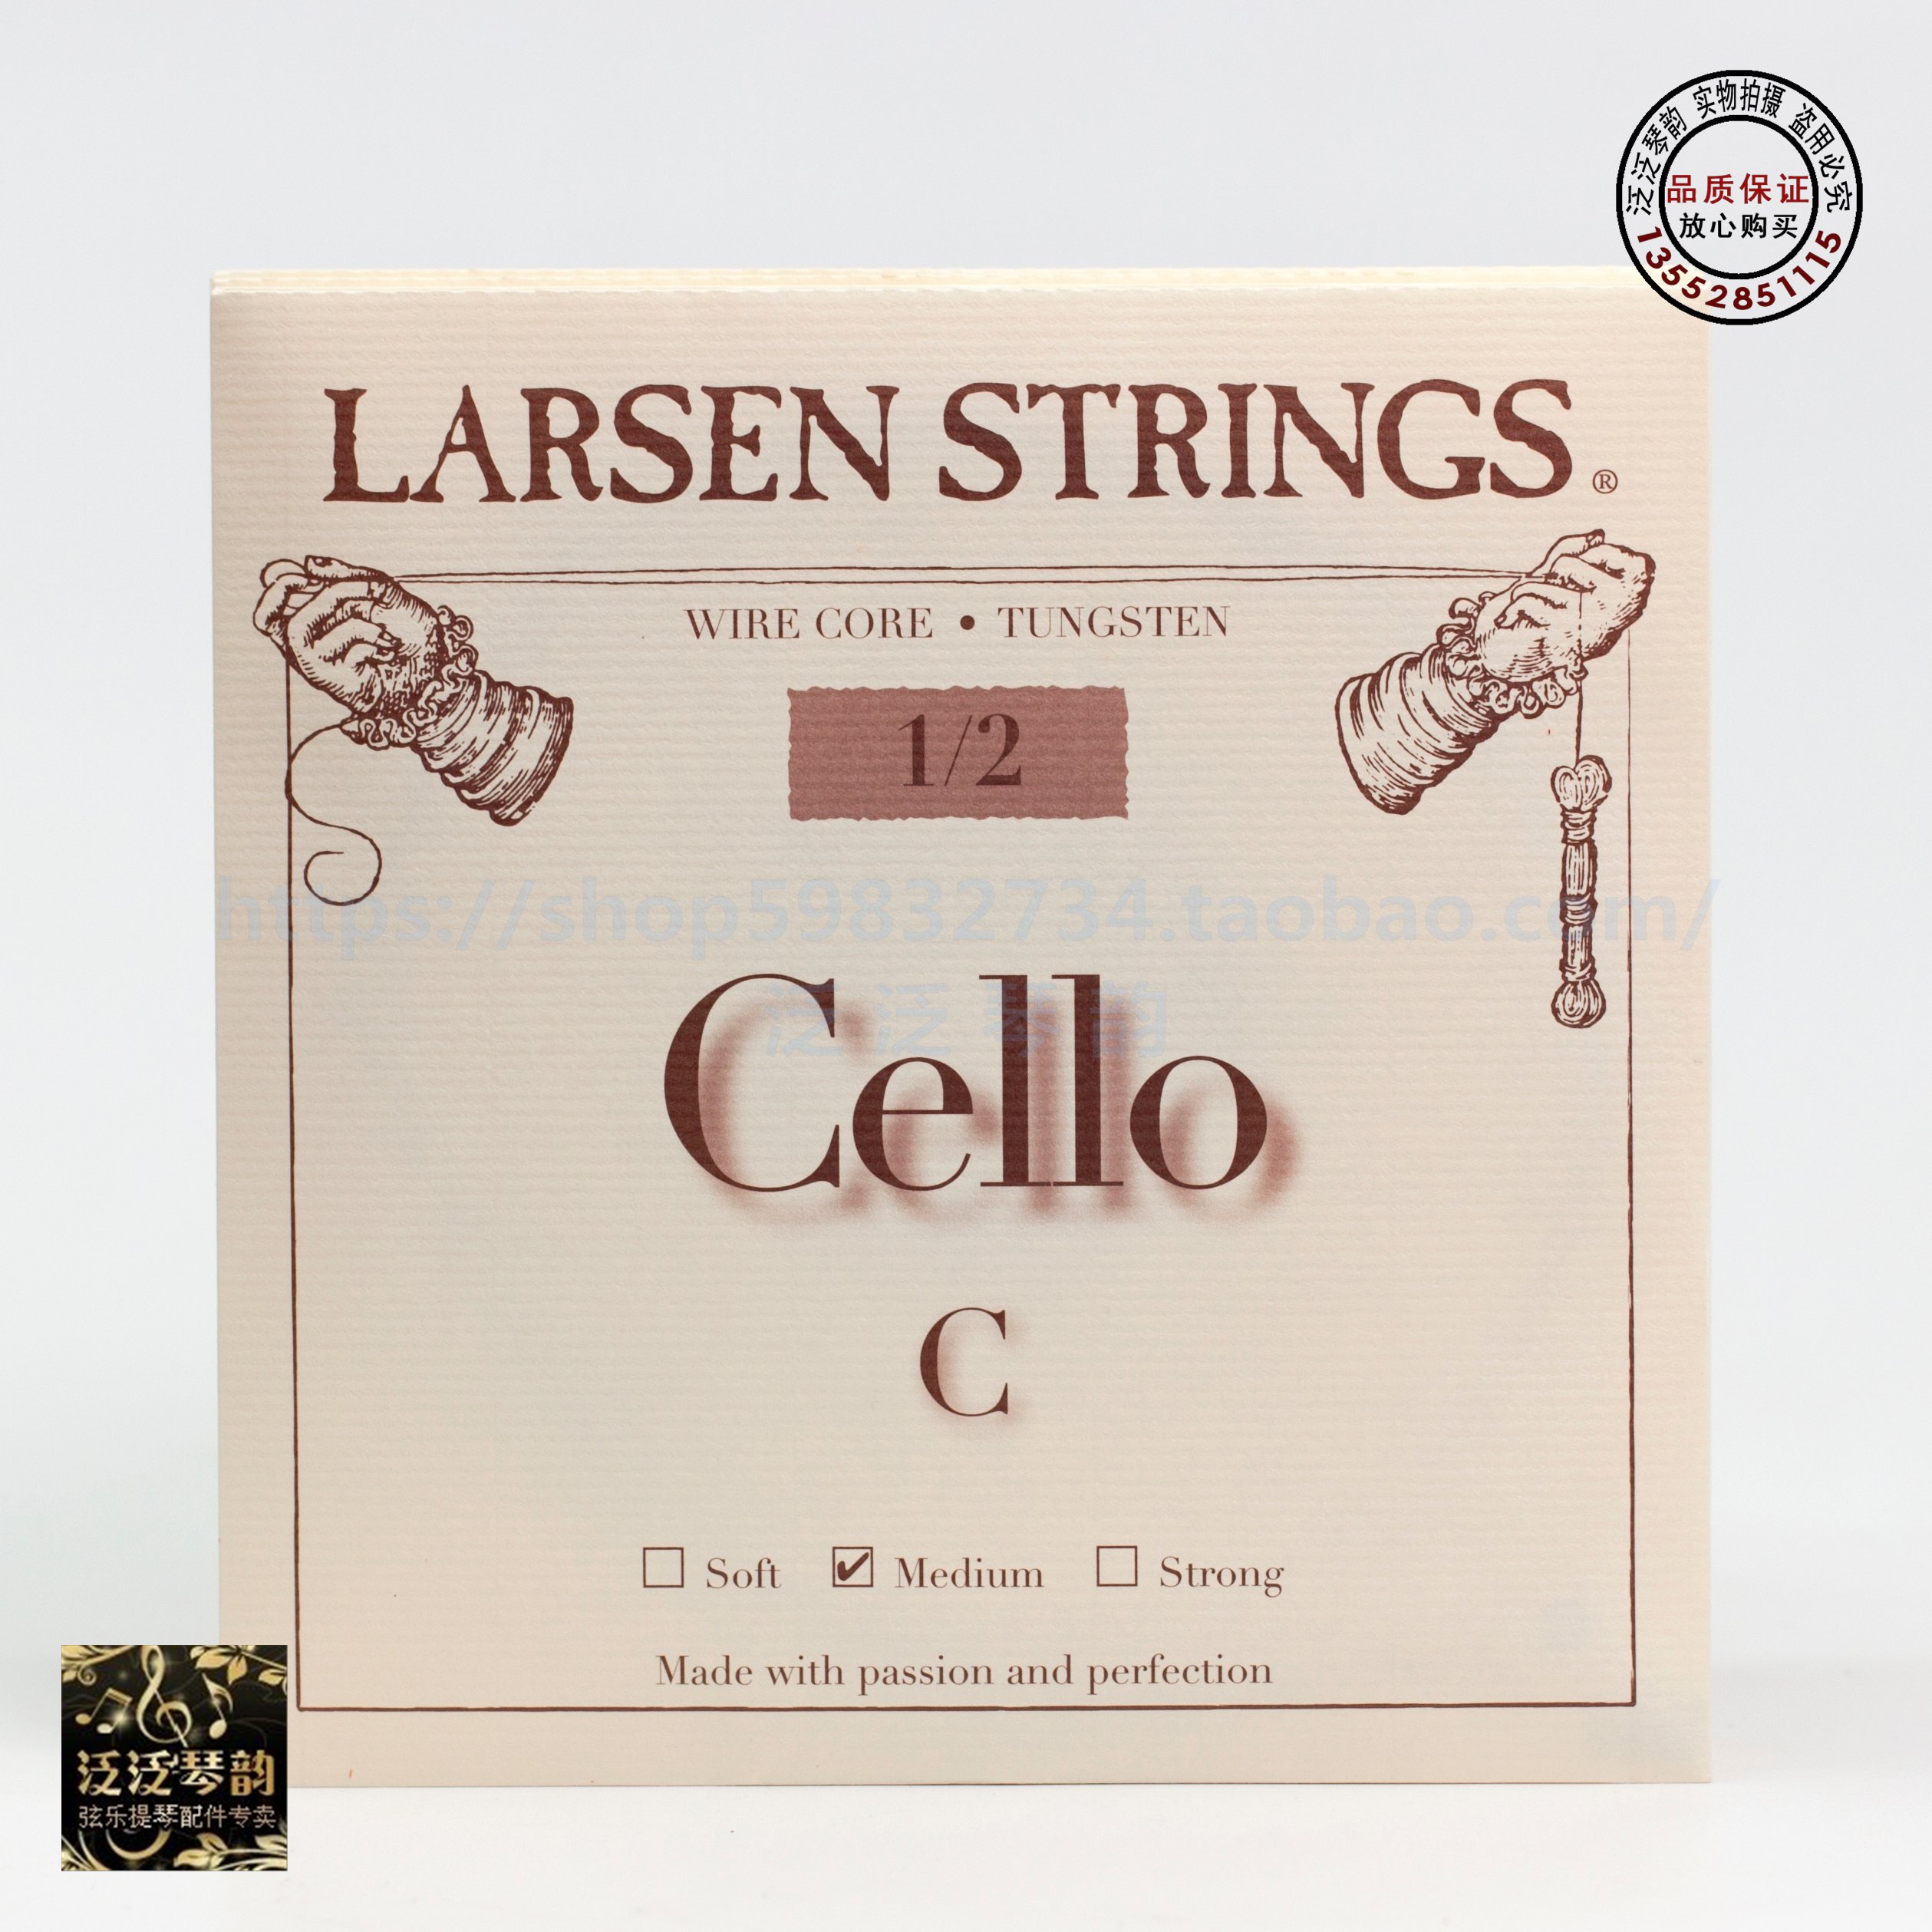 泛泛琴韵 实物拍摄 盗用必究
品质保证
放心购买
13552851115
LARSEN STRINGS®
WIRE CORE • TUNGSTEN
1/2
https://shop59832734.taobao.com/
泛泛琴韵
Cello
C
Soft ✔ Medium Strong
Made with passion and perfection
泛泛琴韵
弦乐提琴配件专卖